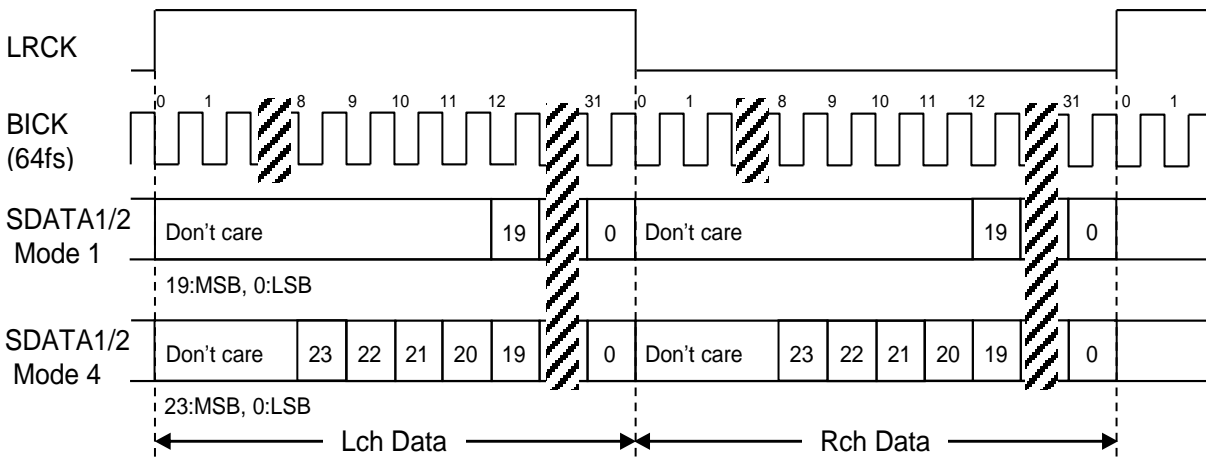 LRCK
0 1 8 9 10 11 12 31 0 1 8 9 10 11 12 31 0 1
BICK
(64fs)
SDATA1/2
Mode 1
Don't care 19 0 Don't care 19 0
19:MSB, 0:LSB
SDATA1/2
Mode 4
Don't care 23 22 21 20 19 0 Don't care 23 22 21 20 19 0
23:MSB, 0:LSB
Lch Data Rch Data